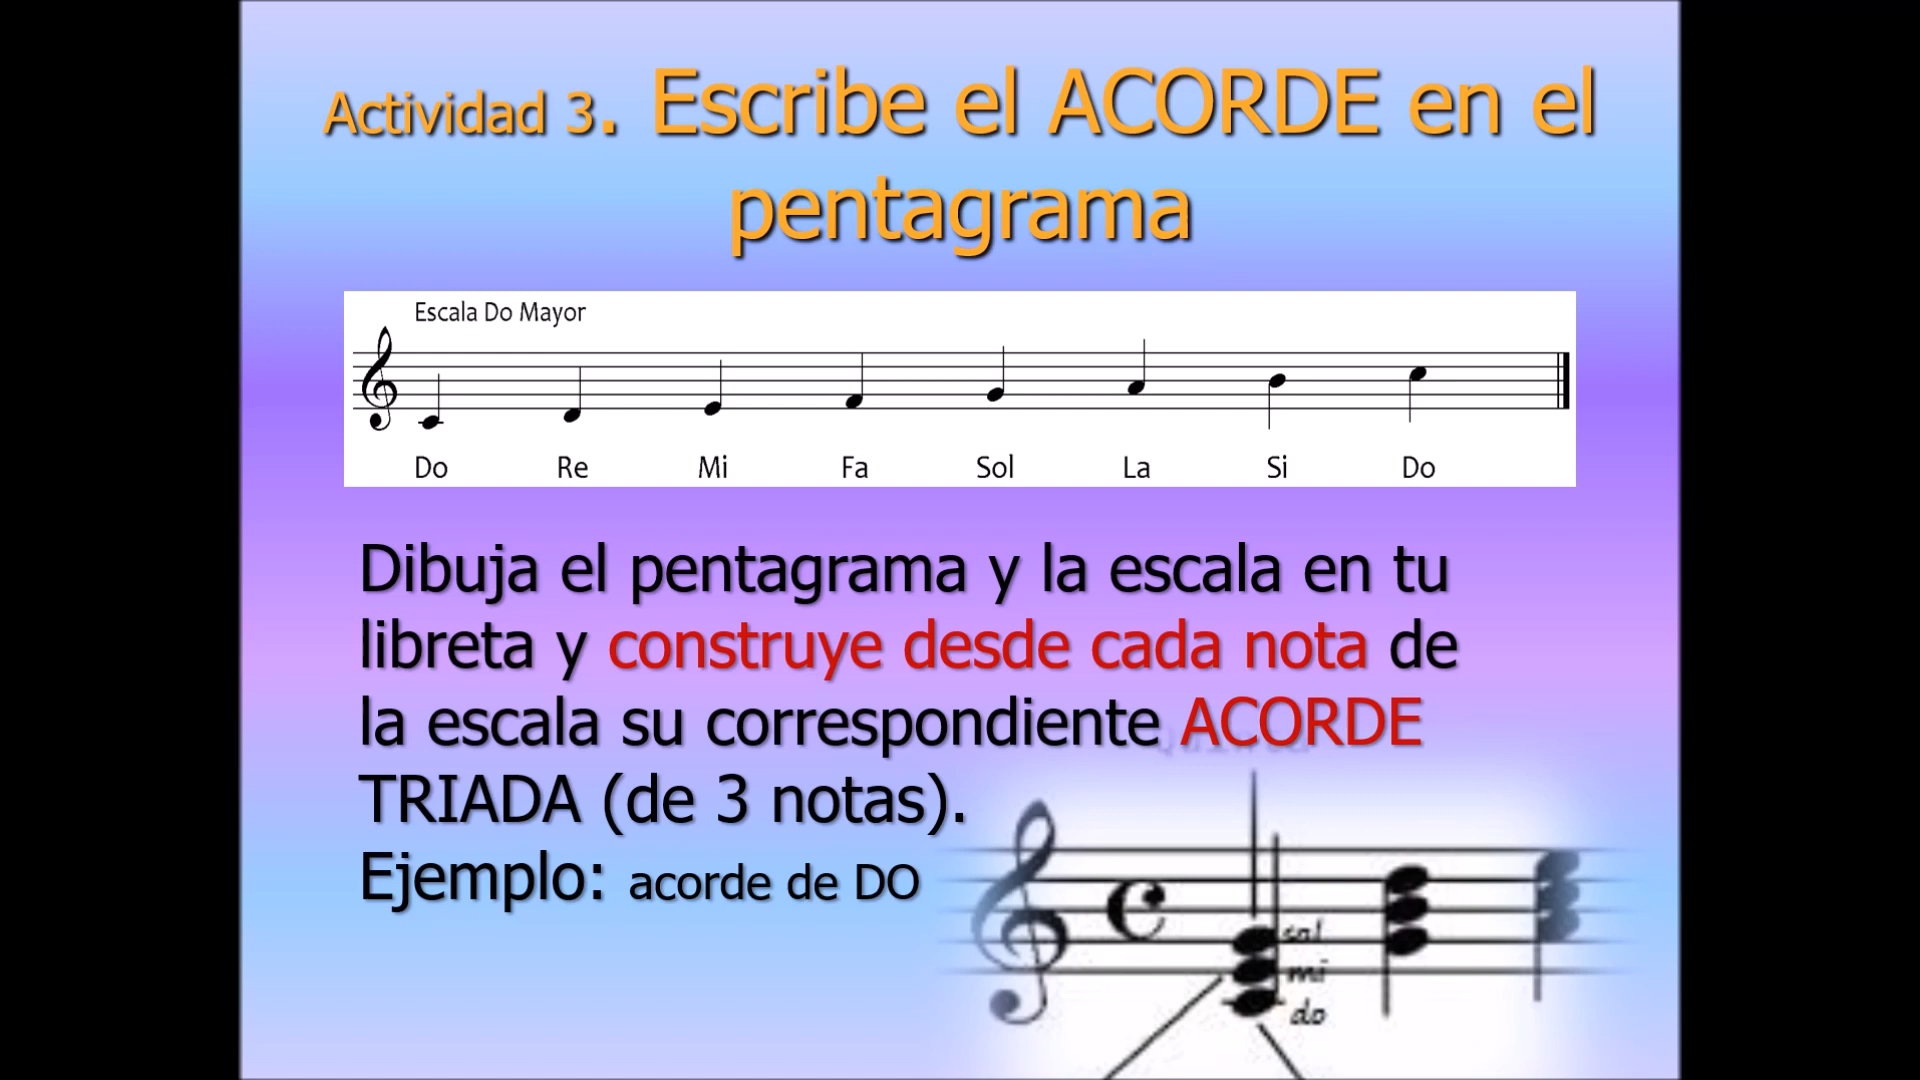 Actividad 3. Escribe el ACORDE en el
pentagrama
Escala Do Mayor
Do Re Mi Fa Sol La Si Do
Dibuja el pentagrama y la escala en tu
libreta y construye desde cada nota de
la escala su correspondiente ACORDE
TRIADA (de 3 notas).
Ejemplo: acorde de DO
sol
mi
do